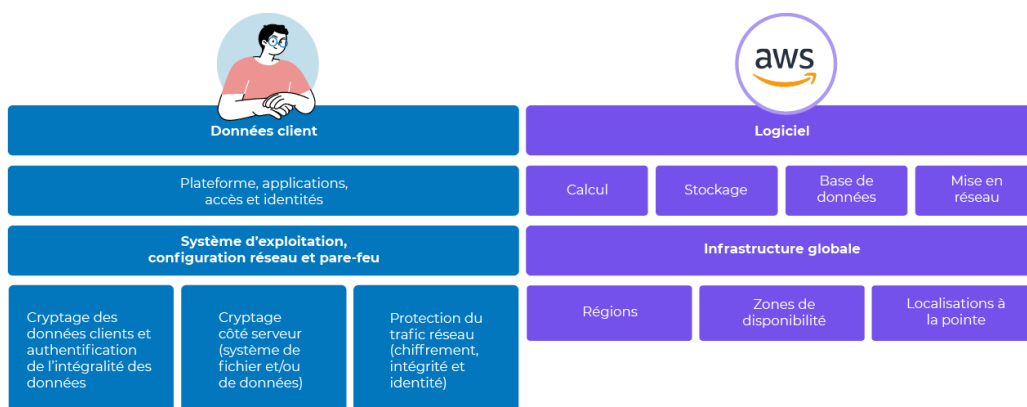 aws
Données client
Plateforme, applications,
accès et identités
Système d'exploitation,
configuration réseau et pare-feu
Cryptage des
données clients et
authentification
de l'intégralité des
données
Cryptage
côté serveur
(système de
fichier et/ou
de données)
Protection du
trafic réseau
(chiffrement,
intégrité et
identité)
Logiciel
Calcul
Stockage
Base de
données
Mise en
réseau
Infrastructure globale
Régions
Zones de
disponibilité
Localisations à
la pointe